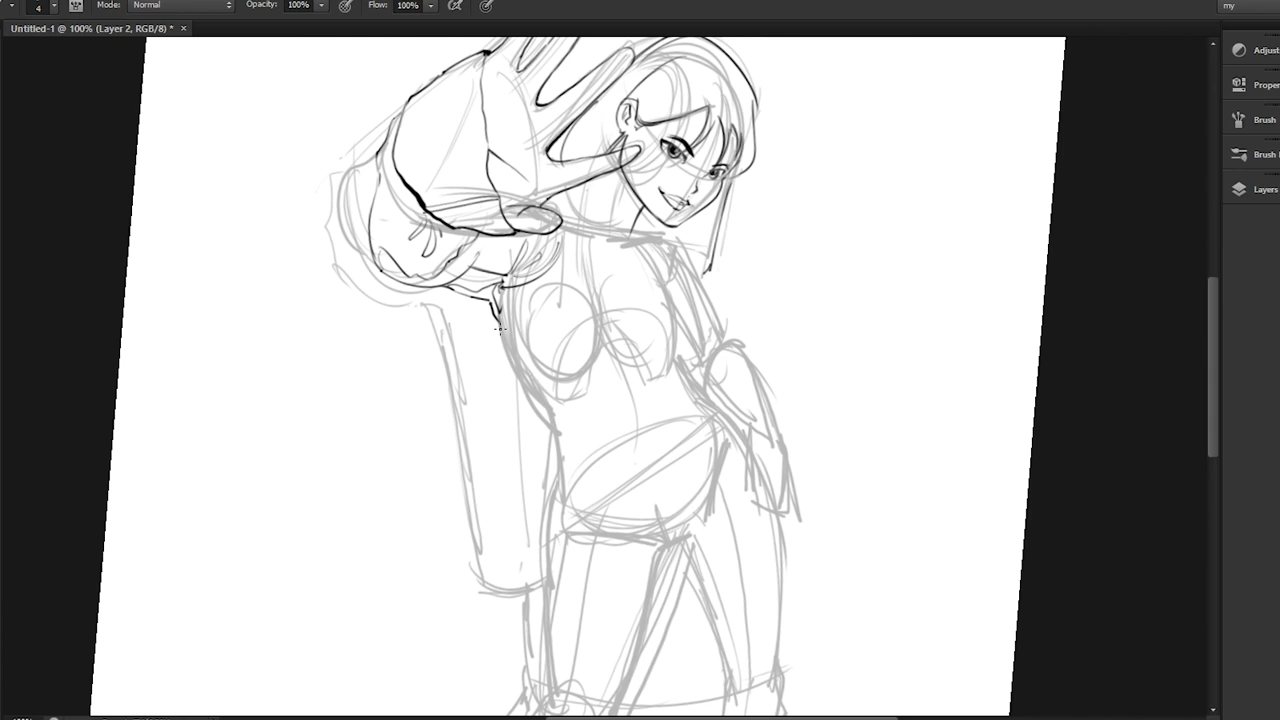 4 Mode: Normal Opacity: 100% Flow: 100% my
Untitled-1 @ 100% (Layer 2, RGB/8) * ×
Adjust
Proper
Brush
Brush
Layers